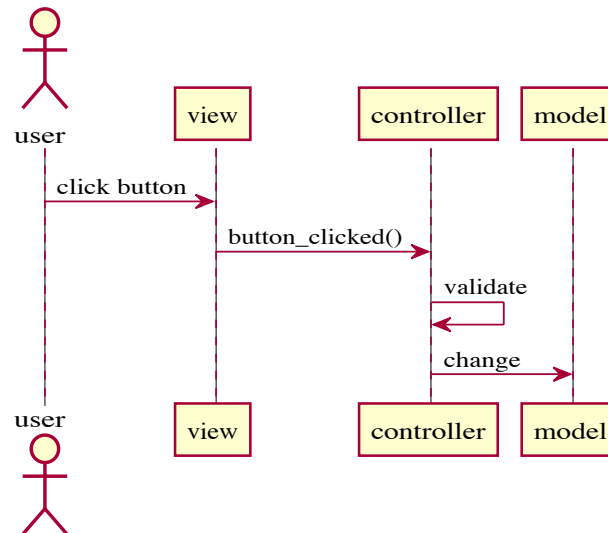 user
view
controller
model
click button
button_clicked()
validate
change
user
view
controller
model